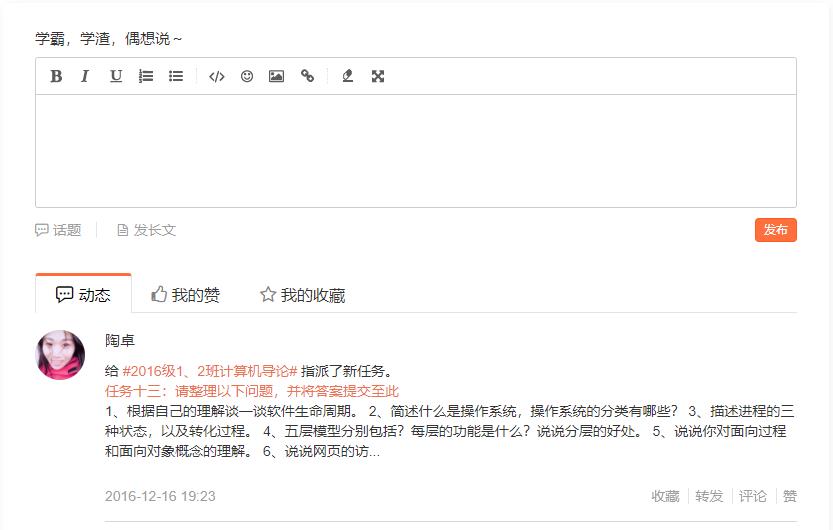 学霸，学渣，偶想说～
B I U
话题 发长文 发布
动态 我的赞 我的收藏
陶卓
给 #2016级1、2班计算机导论# 指派了新任务。
任务十三：请整理以下问题，并将答案提交至此
1、根据自己的理解谈一谈软件生命周期。 2、简述什么是操作系统，操作系统的分类有哪些？ 3、描述进程的三
种状态，以及转化过程。 4、五层模型分别包括？每层的功能是什么？说说分层的好处。 5、说说你对面向过程
和面向对象概念的理解。 6、说说网页的访...
2016-12-16 19:23 收藏 转发 评论 赞